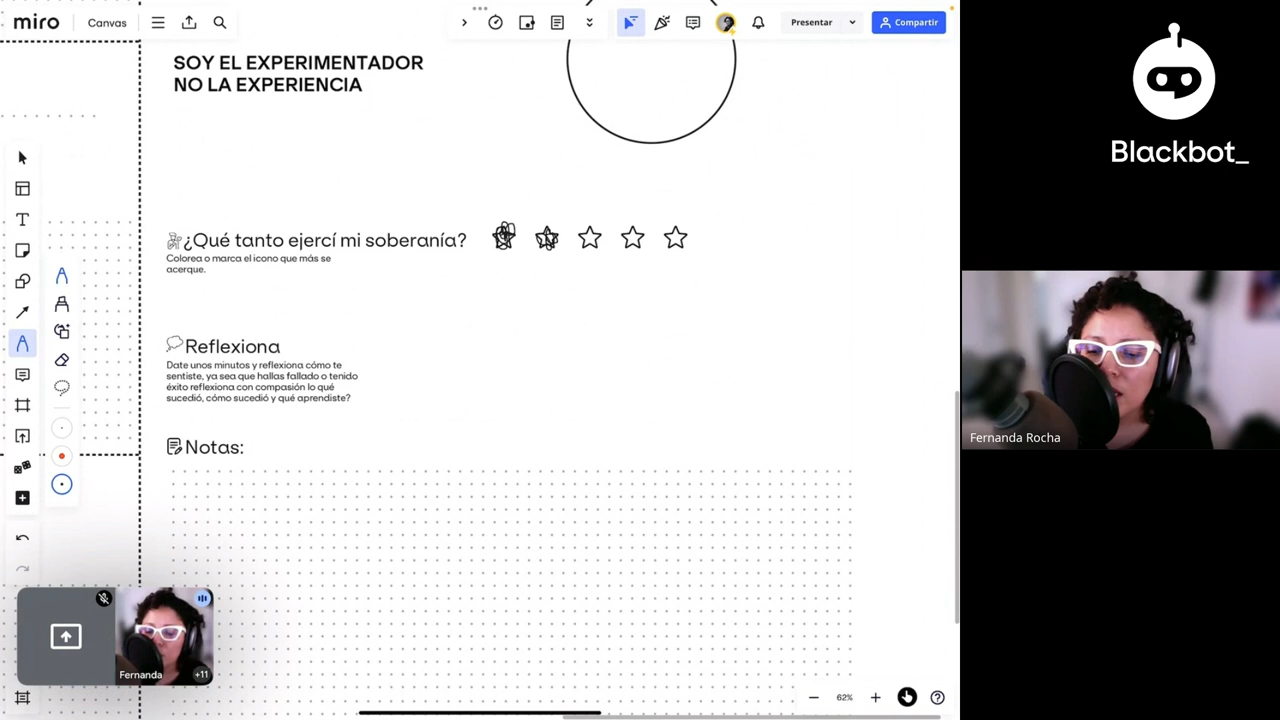 miro
Canvas
Presentar
Compartir
Blackbot_
SOY EL EXPERIMENTADOR
NO LA EXPERIENCIA
¿Qué tanto ejercí mi soberanía?
Colorea o marca el icono que más se
acerque.
Reflexiona
Date unos minutos y reflexiona cómo te
sentiste, ya sea que hallas fallado o tenido
éxito reflexiona con compasión lo qué
sucedió, cómo sucedió y qué aprendiste?
Notas:
Fernanda Rocha
Fernanda
+11
62%